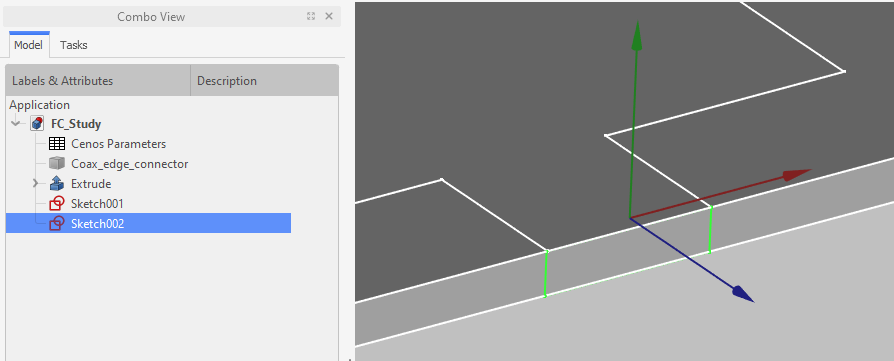 Combo View
Model Tasks
Labels & Attributes Description
Application
FC_Study
Cenos Parameters
Coax_edge_connector
Extrude
Sketch001
Sketch002